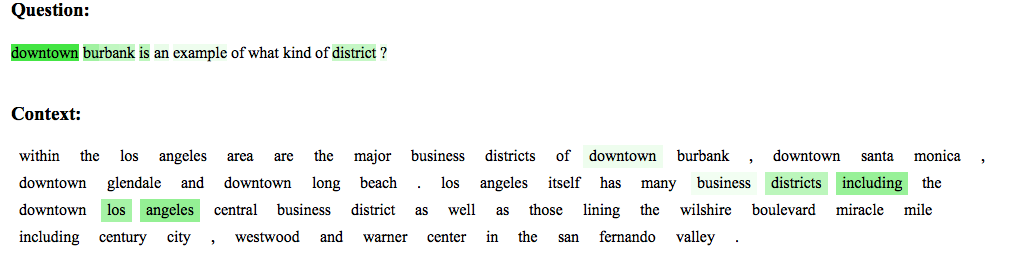 Question:
downtown burbank is an example of what kind of district ?
Context:
within the los angeles area are the major business districts of downtown burbank , downtown santa monica ,
downtown glendale and downtown long beach . los angeles itself has many business districts including the
downtown los angeles central business district as well as those lining the wilshire boulevard miracle mile
including century city , westwood and warner center in the san fernando valley .